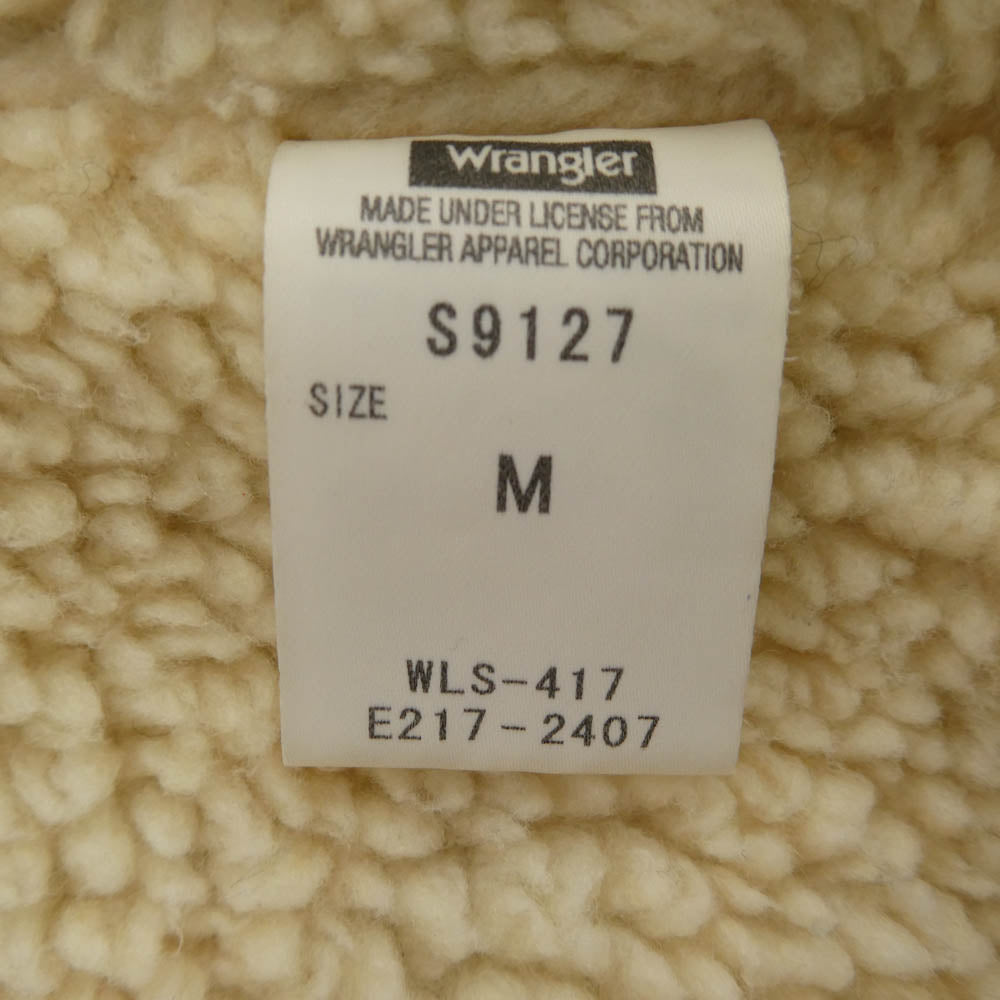 Wrangler
MADE UNDER LICENSE FROM
WRANGLER APPAREL CORPORATION
S9127
SIZE
M
WLS-417
E217-2407